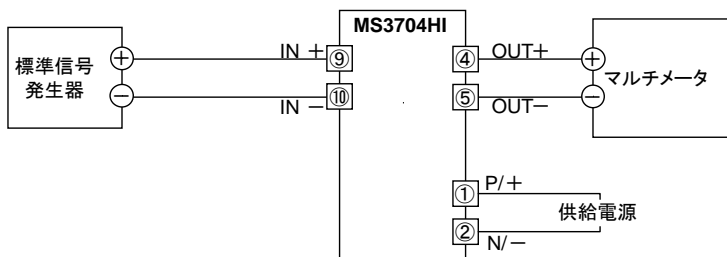 MS3704HI
標準信号
発生器
+
−
IN +
IN −
⑨
⑩
④
⑤
OUT+
OUT−
+
−
マルチメータ
①
②
P/+
N/−
供給電源